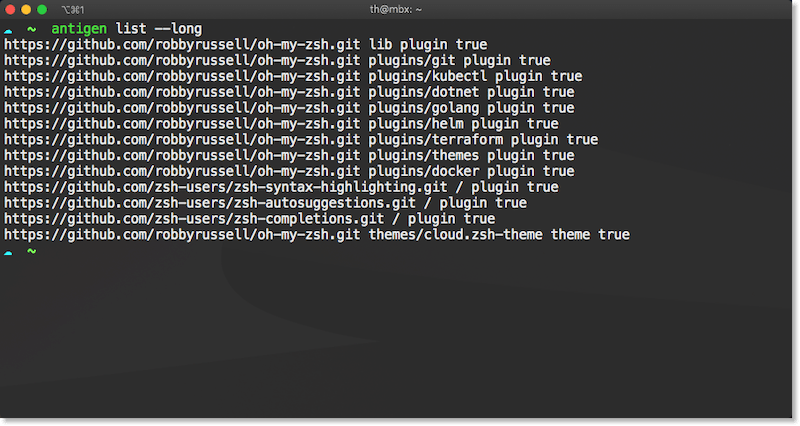 ⌥⌘1 th@mbx: ~
☁ ~ antigen list --long
https://github.com/robbyrussell/oh-my-zsh.git lib plugin true
https://github.com/robbyrussell/oh-my-zsh.git plugins/git plugin true
https://github.com/robbyrussell/oh-my-zsh.git plugins/kubectl plugin true
https://github.com/robbyrussell/oh-my-zsh.git plugins/dotnet plugin true
https://github.com/robbyrussell/oh-my-zsh.git plugins/golang plugin true
https://github.com/robbyrussell/oh-my-zsh.git plugins/helm plugin true
https://github.com/robbyrussell/oh-my-zsh.git plugins/terraform plugin true
https://github.com/robbyrussell/oh-my-zsh.git plugins/themes plugin true
https://github.com/robbyrussell/oh-my-zsh.git plugins/docker plugin true
https://github.com/zsh-users/zsh-syntax-highlighting.git / plugin true
https://github.com/zsh-users/zsh-autosuggestions.git / plugin true
https://github.com/zsh-users/zsh-completions.git / plugin true
https://github.com/robbyrussell/oh-my-zsh.git themes/cloud.zsh-theme theme true
☁ ~